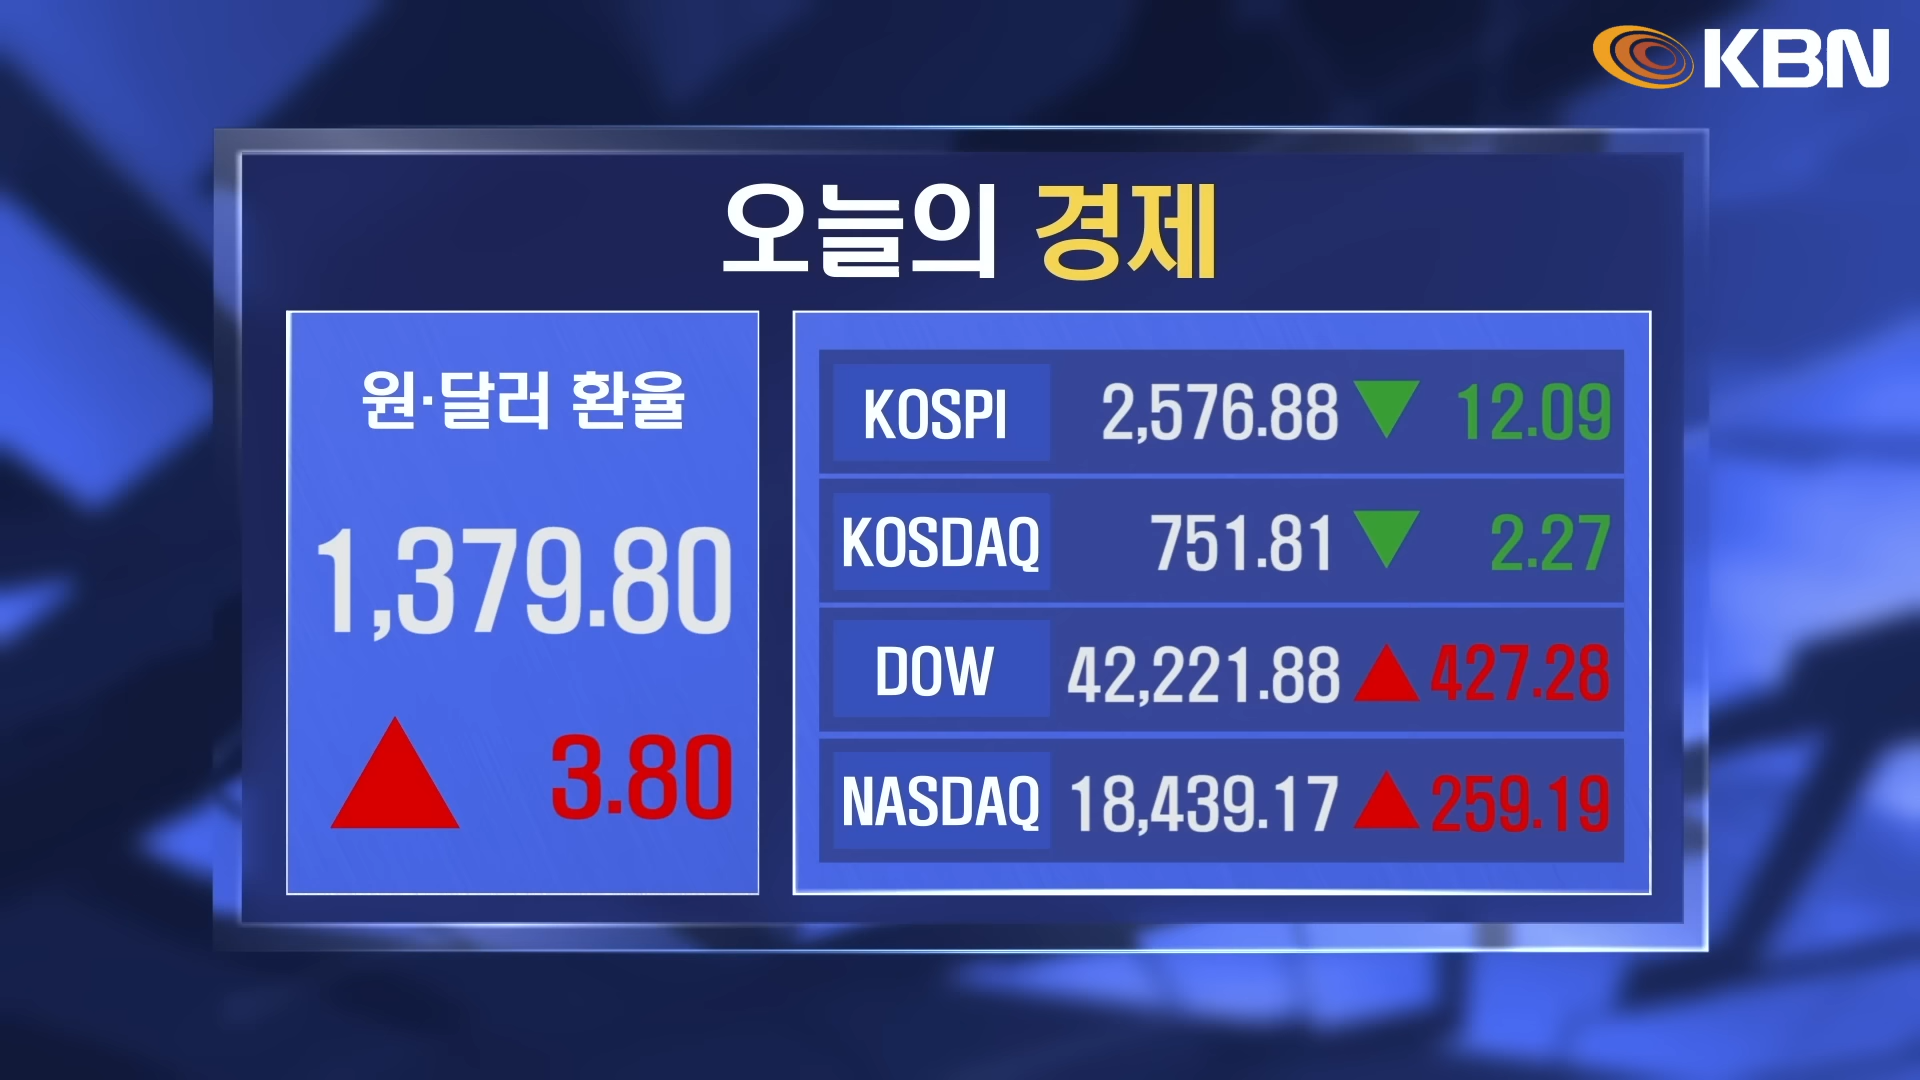 KBN
오늘의 경제
원·달러 환율
1,379.80
▲ 3.80
KOSPI 2,576.88 ▼ 12.09
KOSDAQ 751.81 ▼ 2.27
DOW 42,221.88 ▲ 427.28
NASDAQ 18,439.17 ▲ 259.19